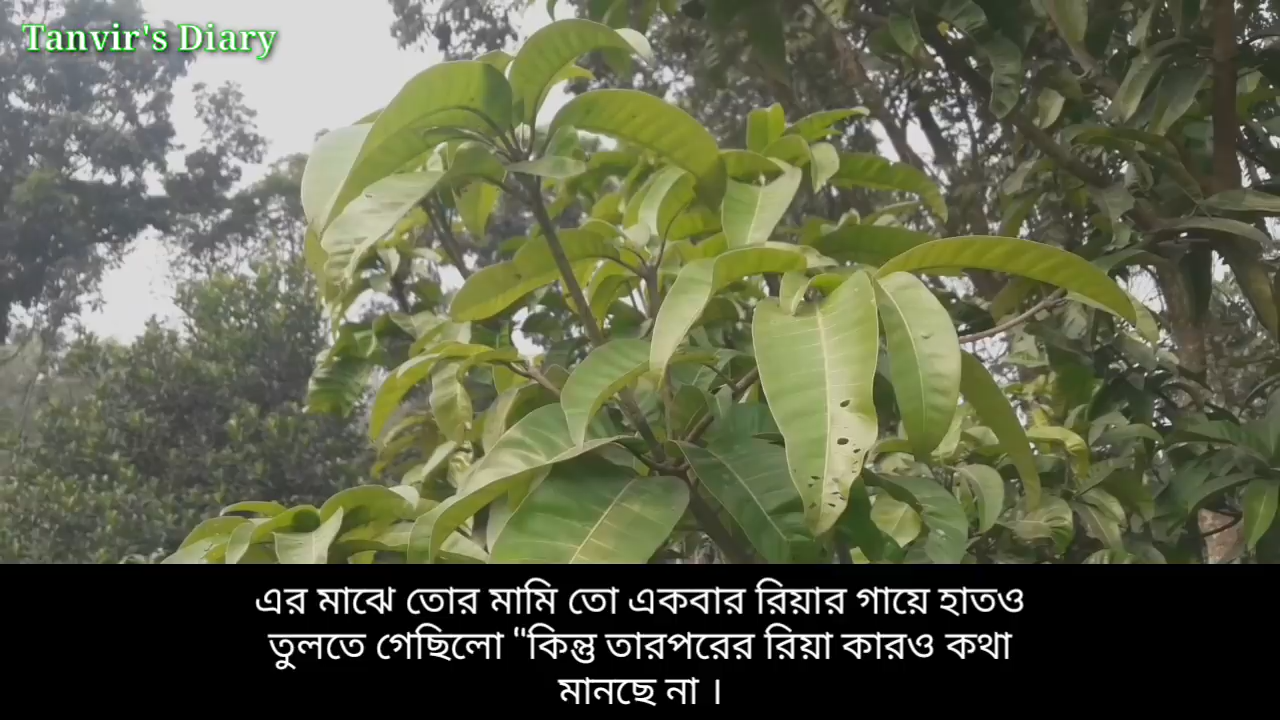 Tanvir's Diary
এর মাঝে তোর মামি তো একবার রিয়ার গায়ে হাতও
তুলতে গেছিলো "কিন্তু তারপরের রিয়া কারও কথা
মানছে না ।